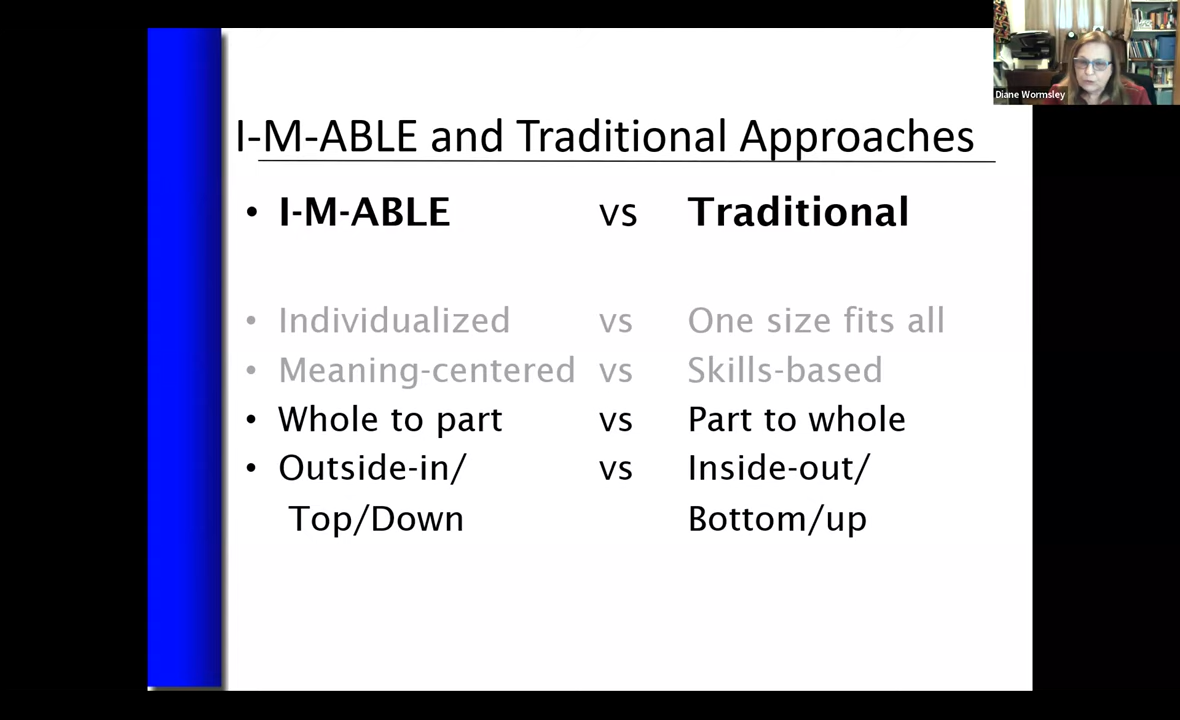 Diane Wormsley
I-M-ABLE and Traditional Approaches
• I-M-ABLE vs Traditional
• Individualized vs One size fits all
• Meaning-centered vs Skills-based
• Whole to part vs Part to whole
• Outside-in/ vs Inside-out/
Top/Down Bottom/up